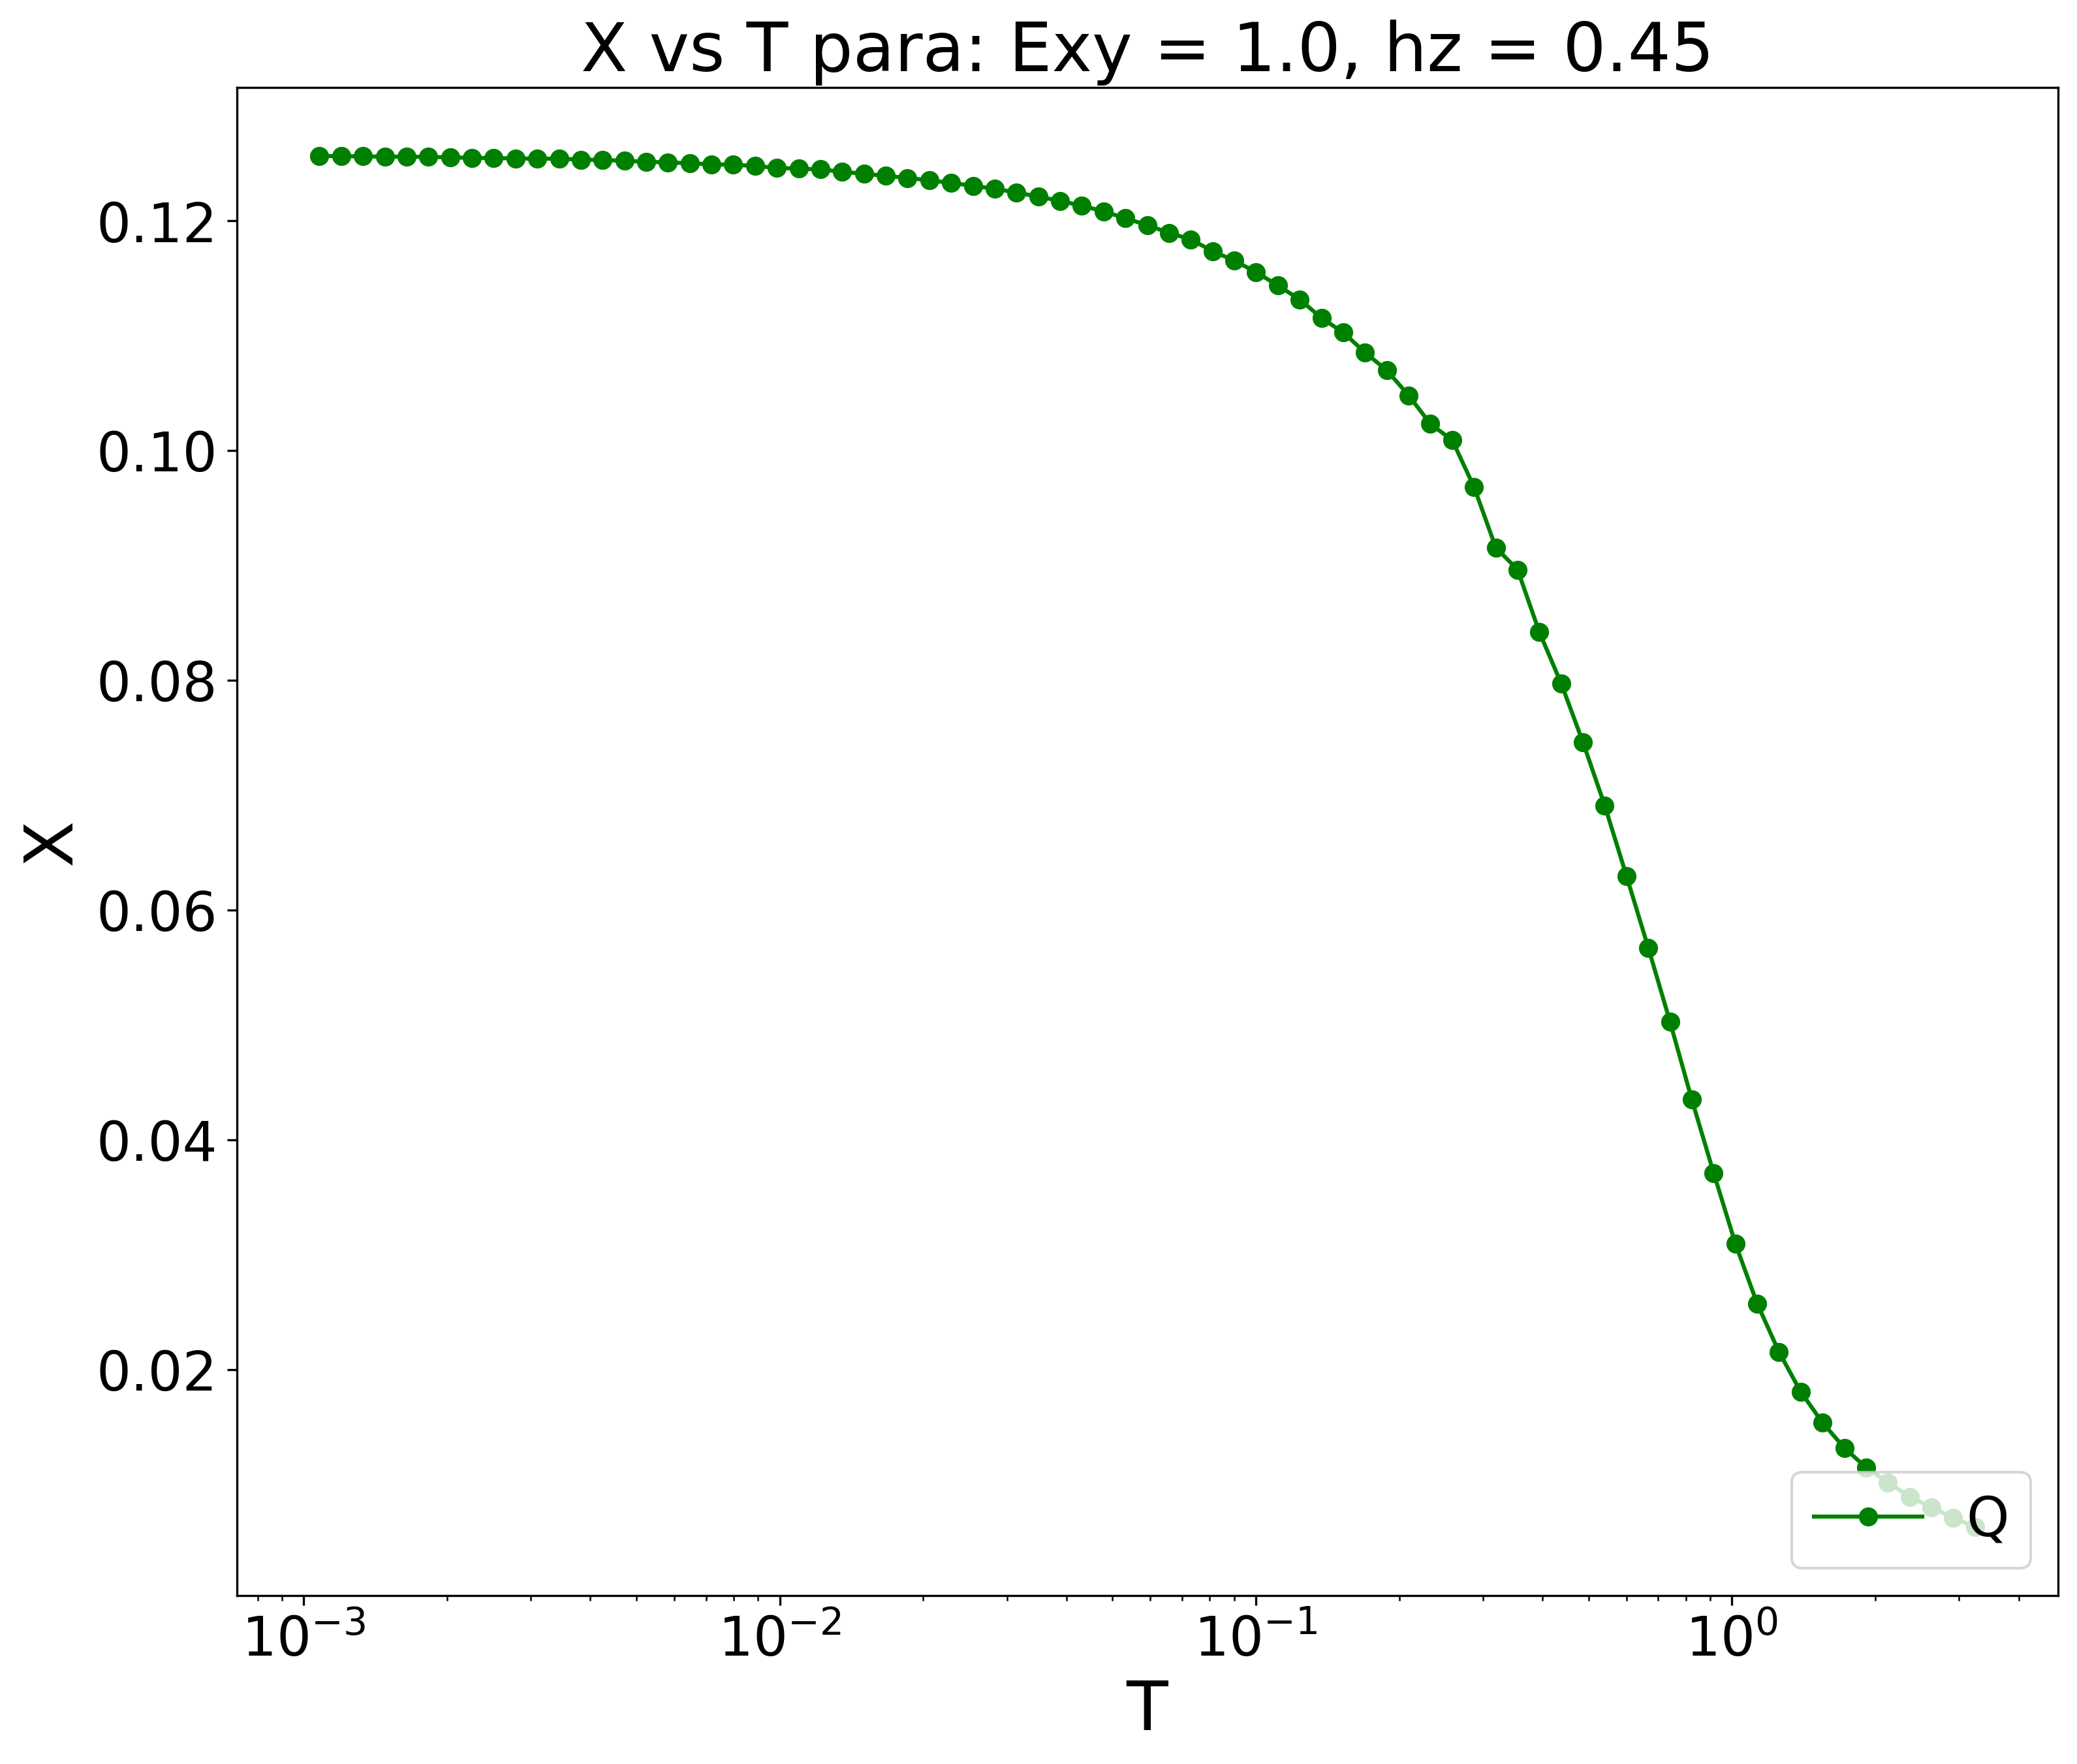 X vs T para: Exy = 1.0, hz = 0.45
X
0.12
0.10
0.08
0.06
0.04
0.02
Q
10⁻³ 10⁻² 10⁻¹ 10⁰
T